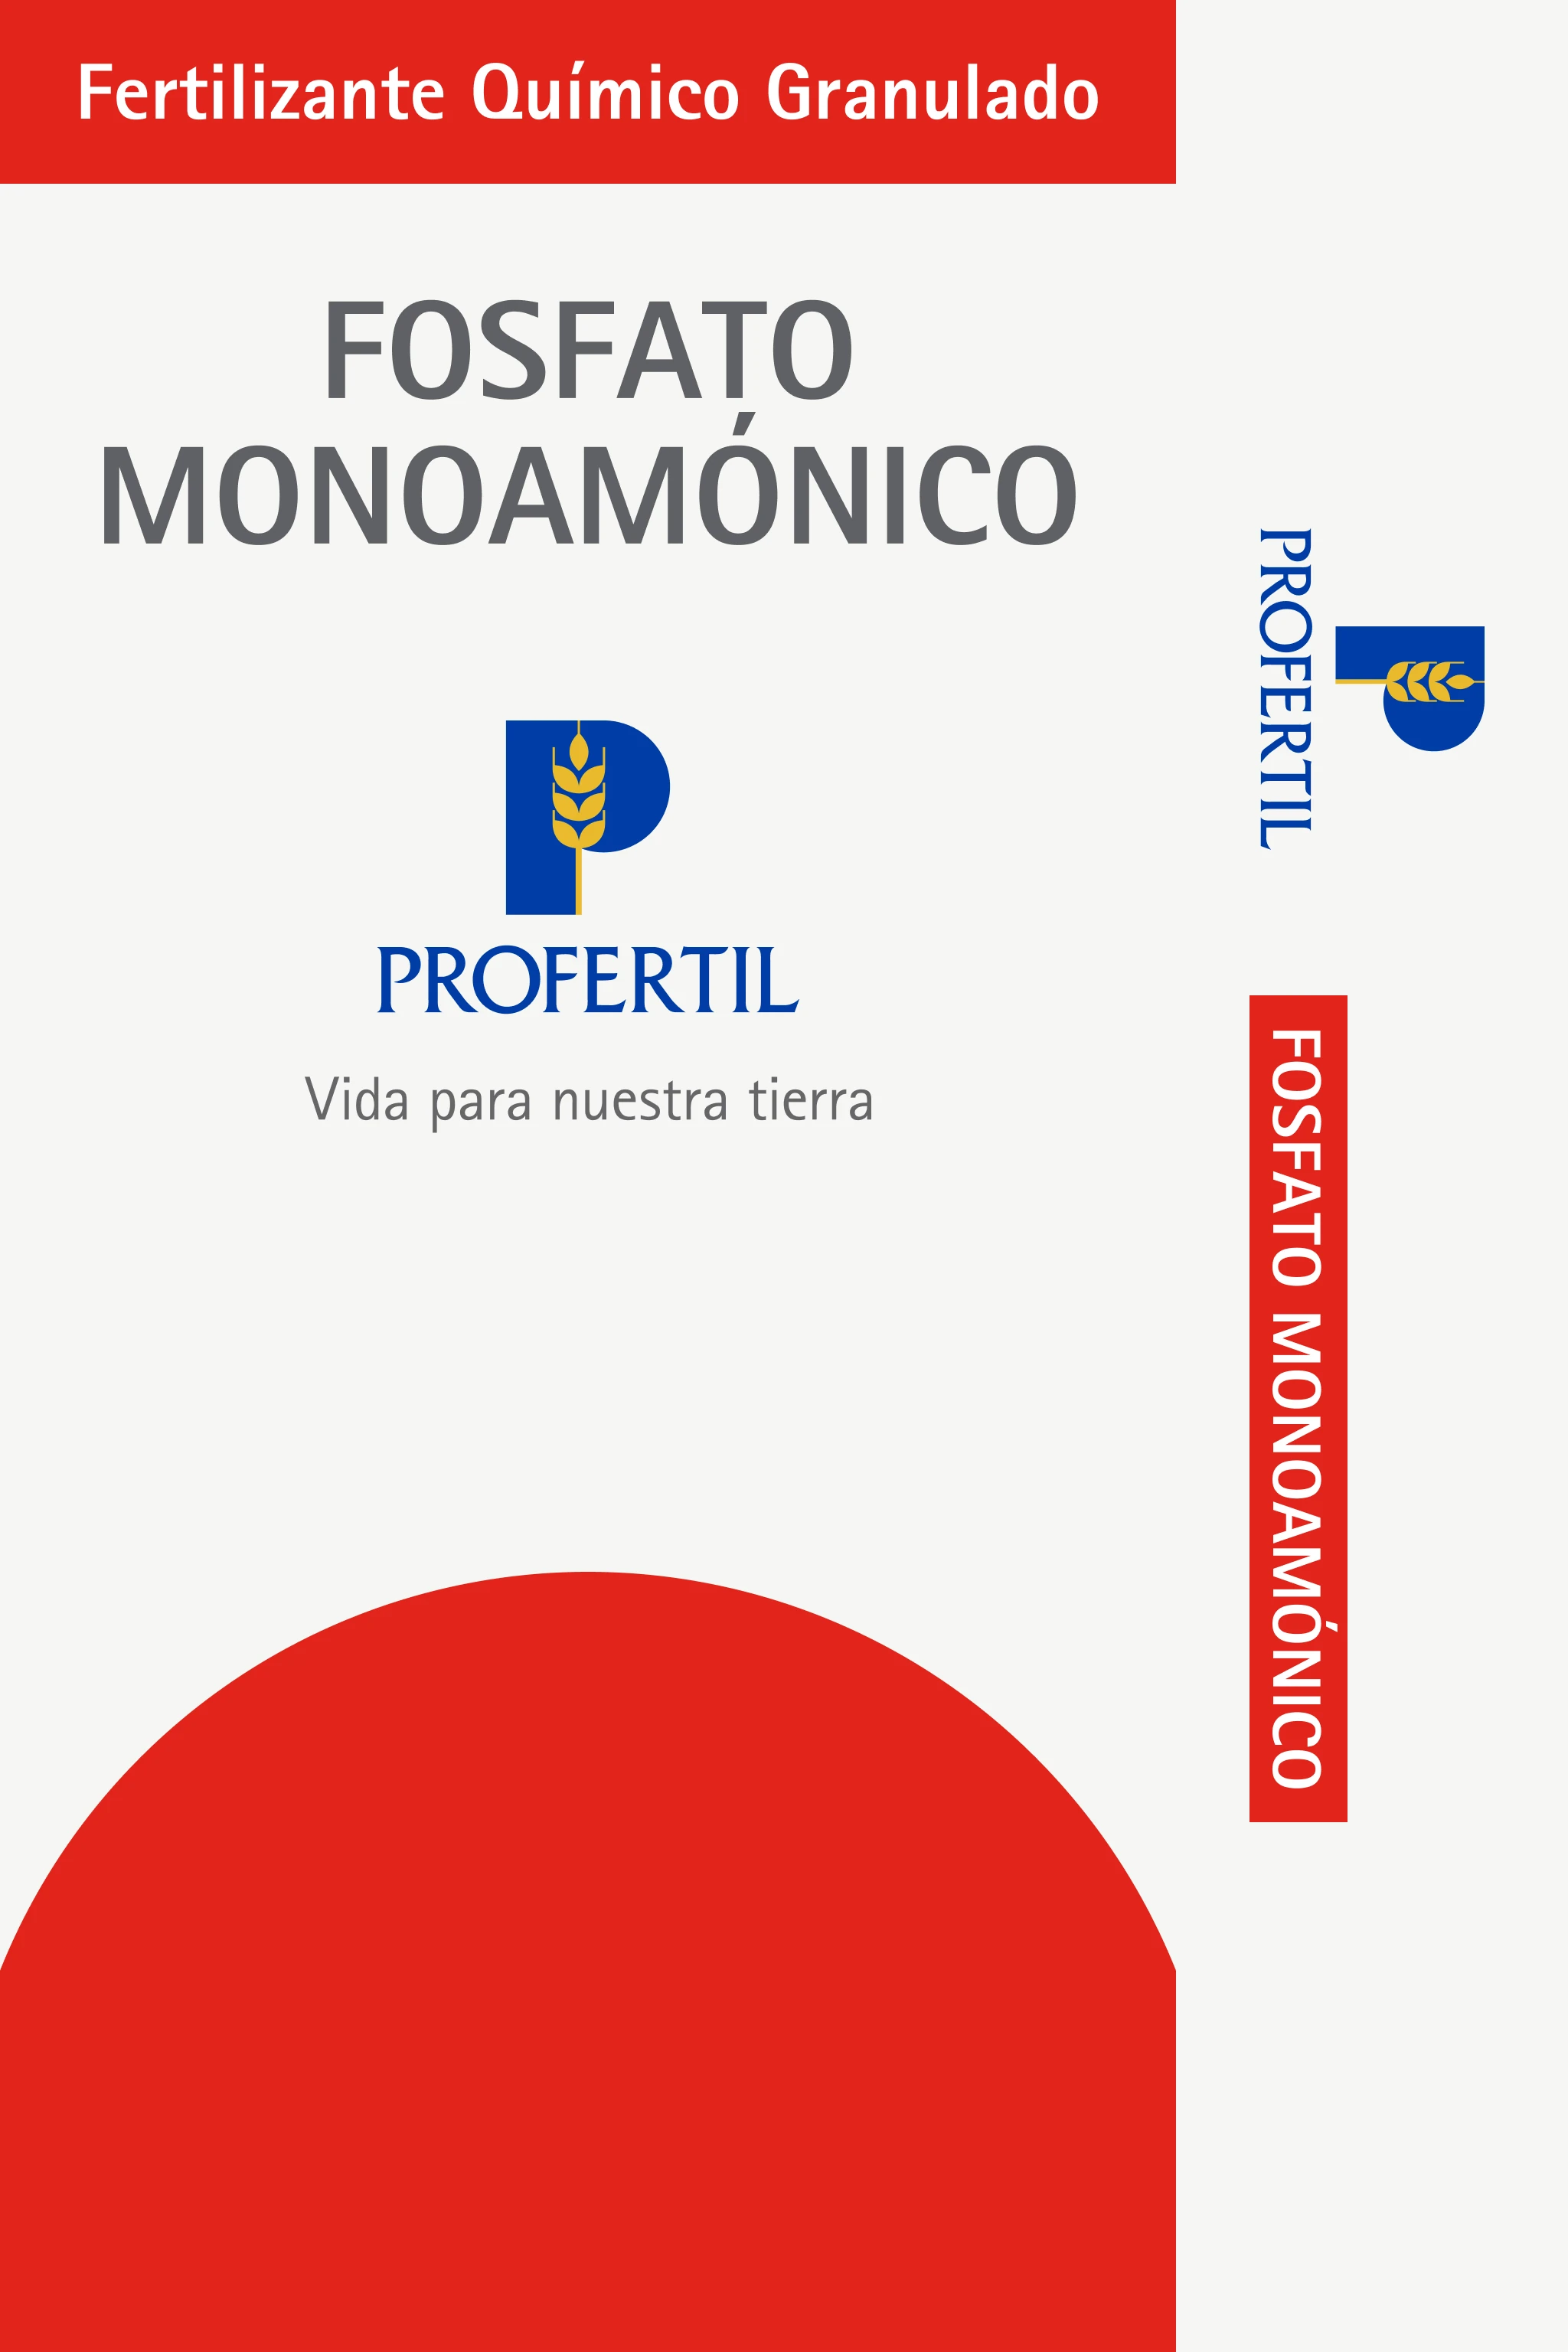 Fertilizante Químico Granulado
FOSFATO
MONOAMÓNICO
PROFERTIL
Vida para nuestra tierra
PROFERTIL
FOSFATO MONOAMÓNICO